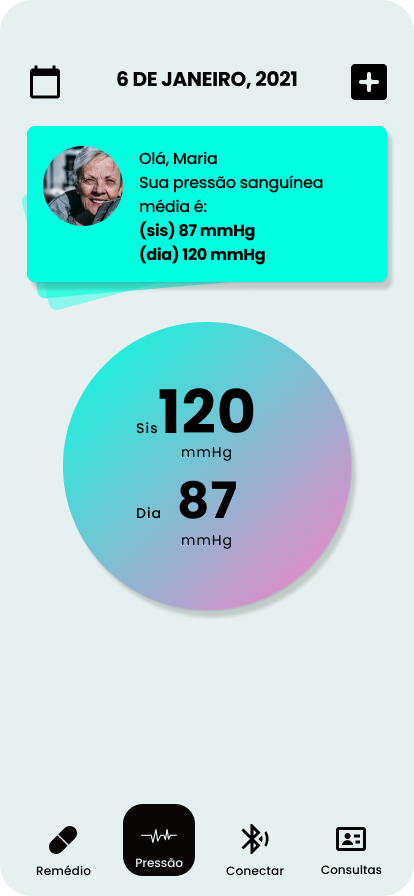 6 DE JANEIRO, 2021
Olá, Maria
Sua pressão sanguínea
média é:
(sis) 87 mmHg
(dia) 120 mmHg
Sis 120
mmHg
Dia 87
mmHg
Remédio Pressão Conectar Consultas